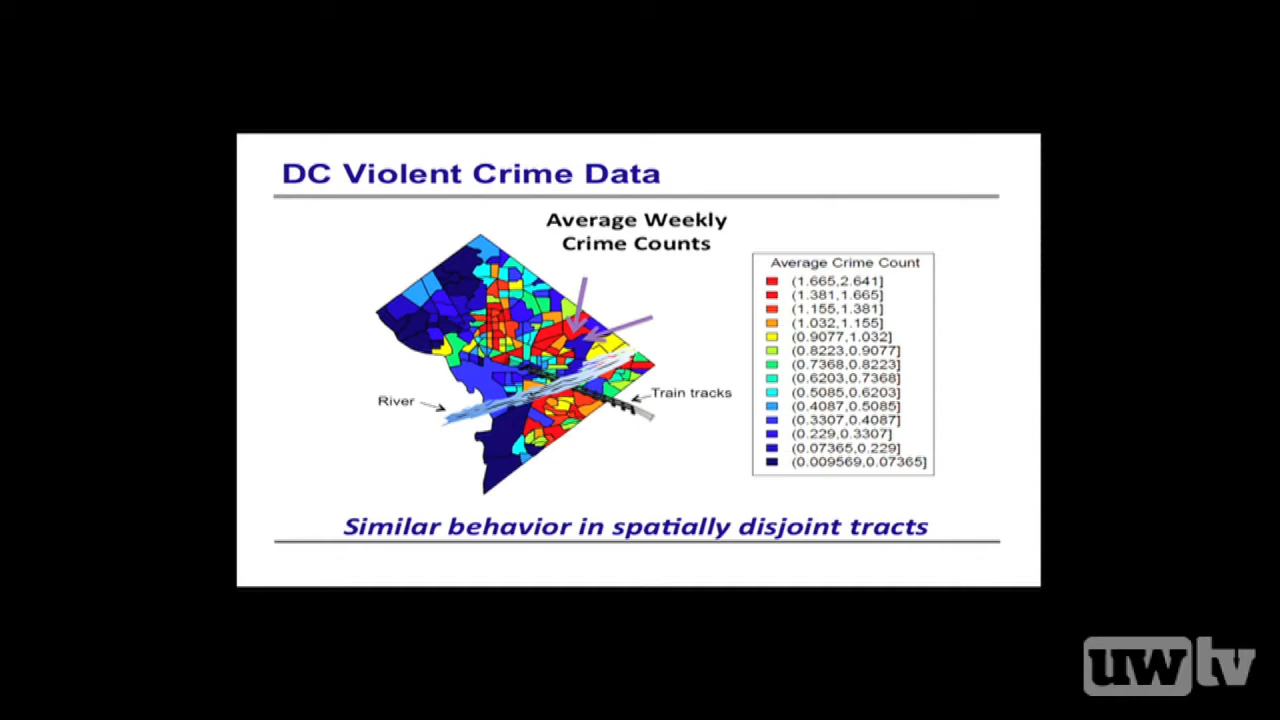 DC Violent Crime Data
Average Weekly
Crime Counts
Average Crime Count
(1.665,2.641]
(1.381,1.665]
(1.155,1.381]
(1.032,1.155]
(0.9077,1.032]
(0.8223,0.9077]
(0.7368,0.8223]
(0.6203,0.7368]
(0.5085,0.6203]
(0.4087,0.5085]
(0.3307,0.4087]
(0.229,0.3307]
(0.07365,0.229]
(0.009569,0.07365]
River
Train tracks
Similar behavior in spatially disjoint tracts
uwtv